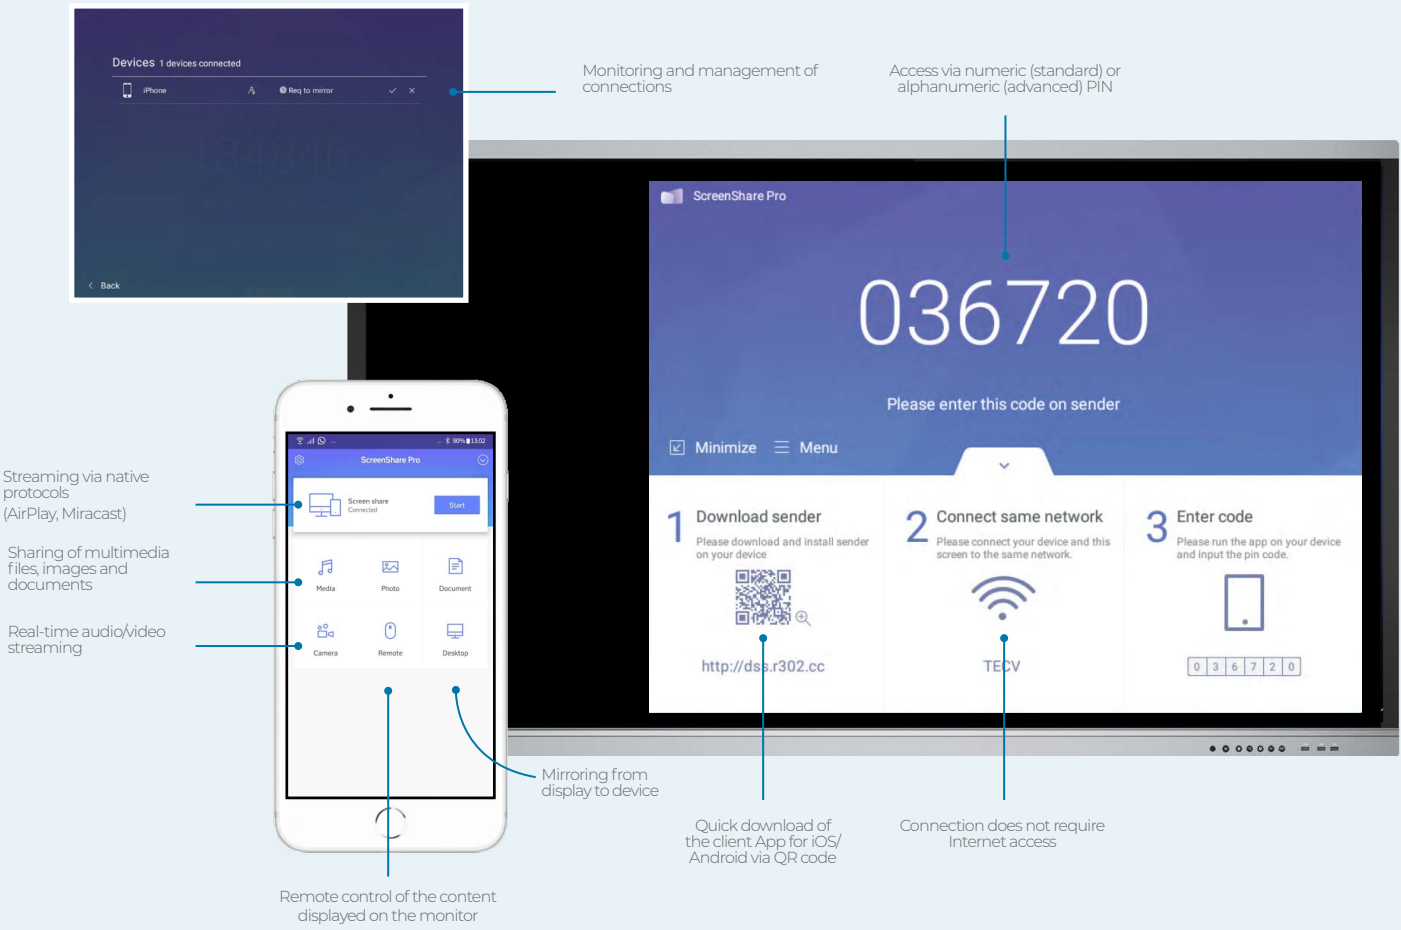 Devices 1 devices connected
iPhone
Req to mirror
134846
Back
Monitoring and management of
connections
Access via numeric (standard) or
alphanumeric (advanced) PIN
ScreenShare Pro
036720
Please enter this code on sender
Minimize
Menu
1 Download sender
Please download and install sender
on your device
http://dss.r302.cc
2 Connect same network
Please connect your device and this
screen to the same network.
TECV
3 Enter code
Please run the app on your device
and input the pin code.
0 3 6 7 2 0
... 90% 13:02
ScreenShare Pro
Screen share
Connected
Start
Media
Photo
Document
Camera
Remote
Desktop
Streaming via native
protocols
(AirPlay, Miracast)
Sharing of multimedia
files, images and
documents
Real-time audio/video
streaming
Mirroring from
display to device
Quick download of
the client App for iOS/
Android via QR code
Connection does not require
Internet access
Remote control of the content
displayed on the monitor